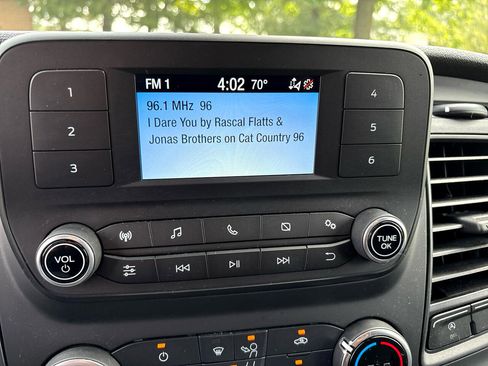 FM 1 4:02 70°
96.1 MHz 96
I Dare You by Rascal Flatts &
Jonas Brothers on Cat Country 96
1
2
3
4
5
6
VOL
TUNE
OK